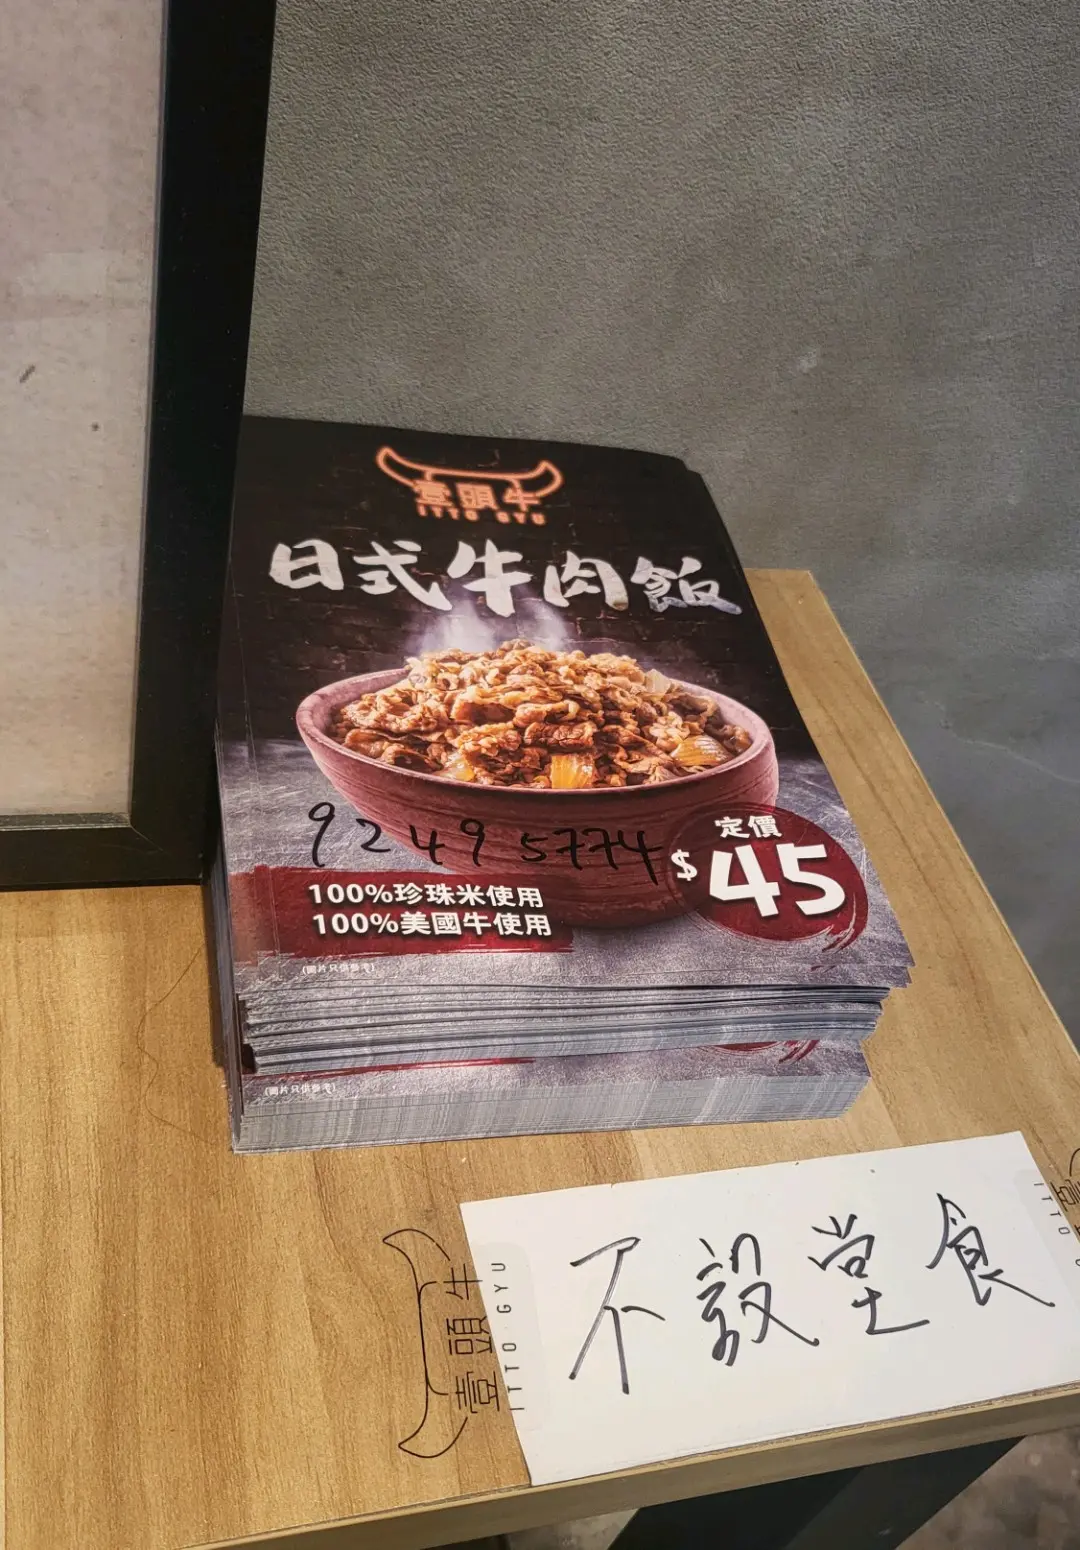 壹頭牛
ITTO GYU
日式牛肉飯
9249 5774
定價
$45
100%珍珠米使用
100%美國牛使用
(圖片只供參考)
(圖片只供參考)
不設堂食
壹頭牛
ITTO GYU
壹
ITTO